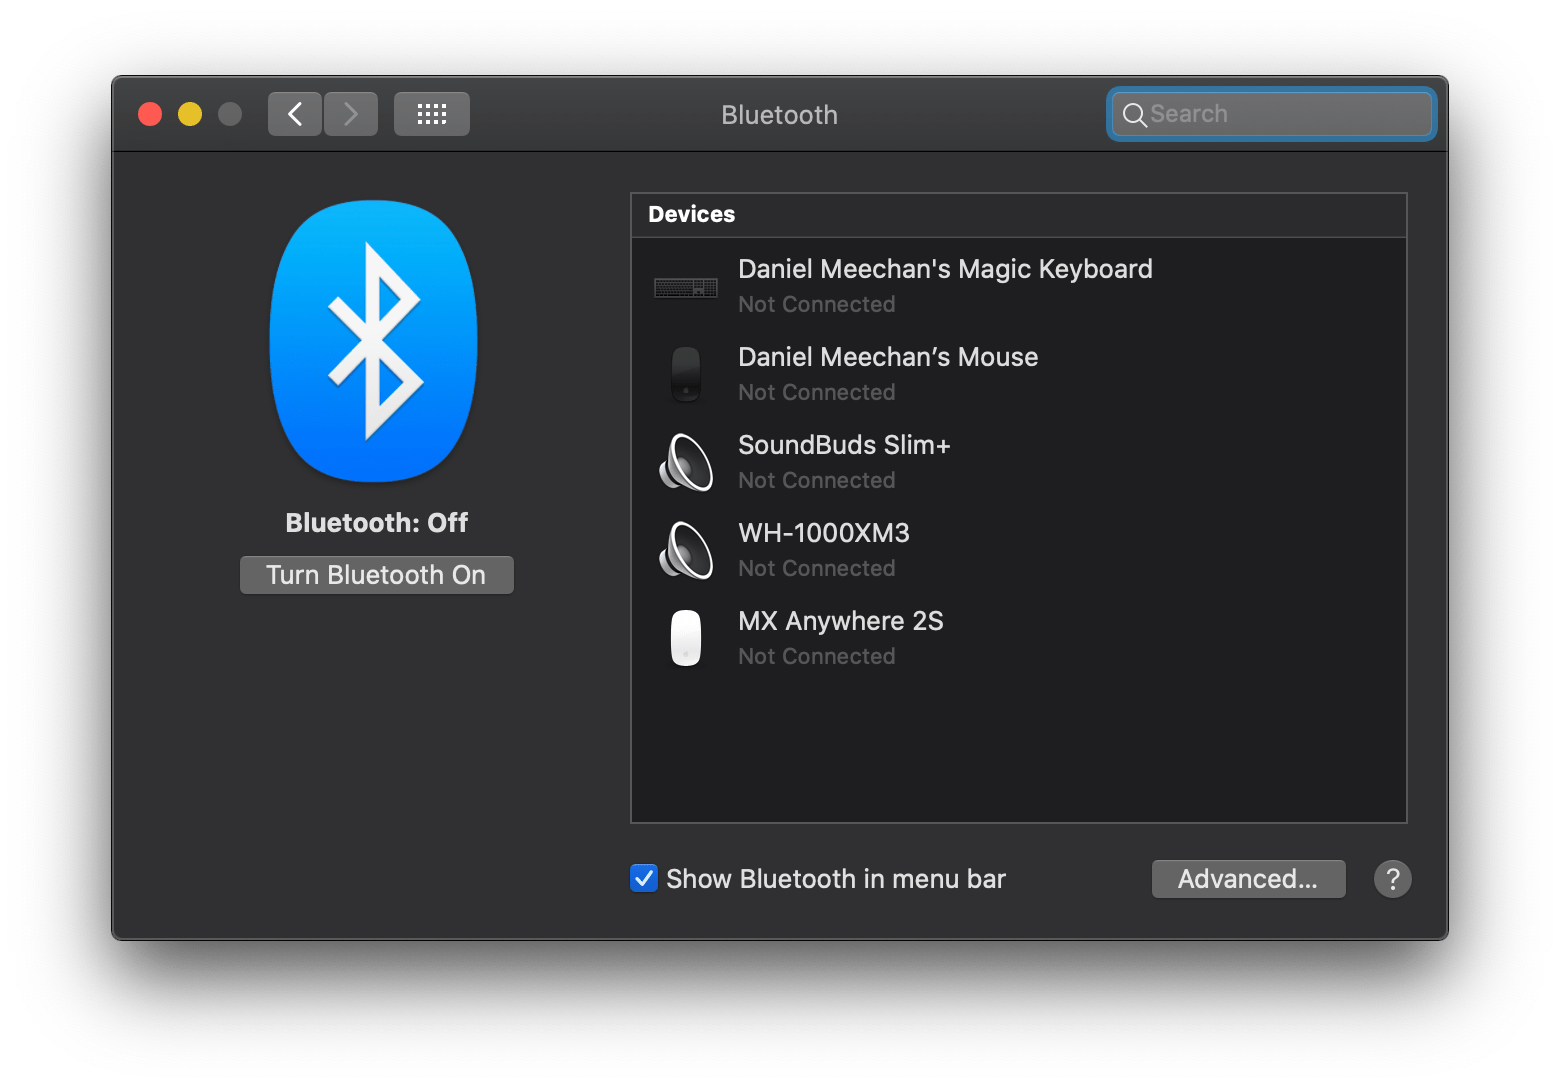 Bluetooth
Search
Bluetooth: Off
Turn Bluetooth On
Devices
Daniel Meechan's Magic Keyboard
Not Connected
Daniel Meechan’s Mouse
Not Connected
SoundBuds Slim+
Not Connected
WH-1000XM3
Not Connected
MX Anywhere 2S
Not Connected
Show Bluetooth in menu bar
Advanced...
?